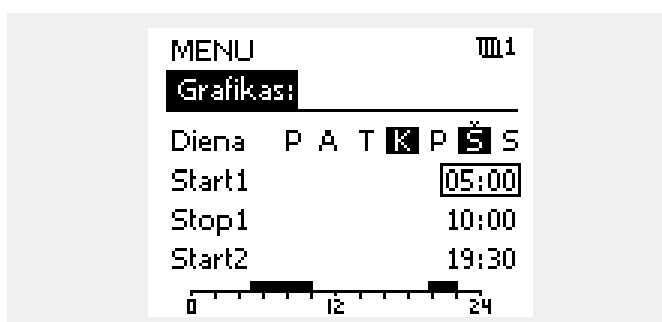 MENU 1
Grafikas:
Diena P A T K P Š S
Start1 05:00
Stop1 10:00
Start2 19:30
0 12 24